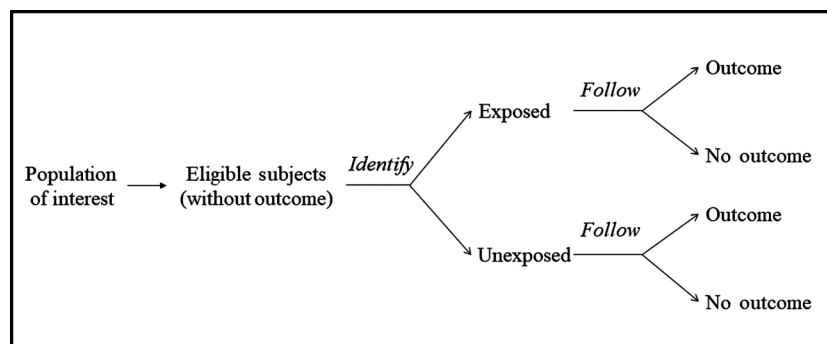 Population
of interest
Eligible subjects
(without outcome)
Identify
Exposed
Follow
Outcome
No outcome
Unexposed
Follow
Outcome
No outcome